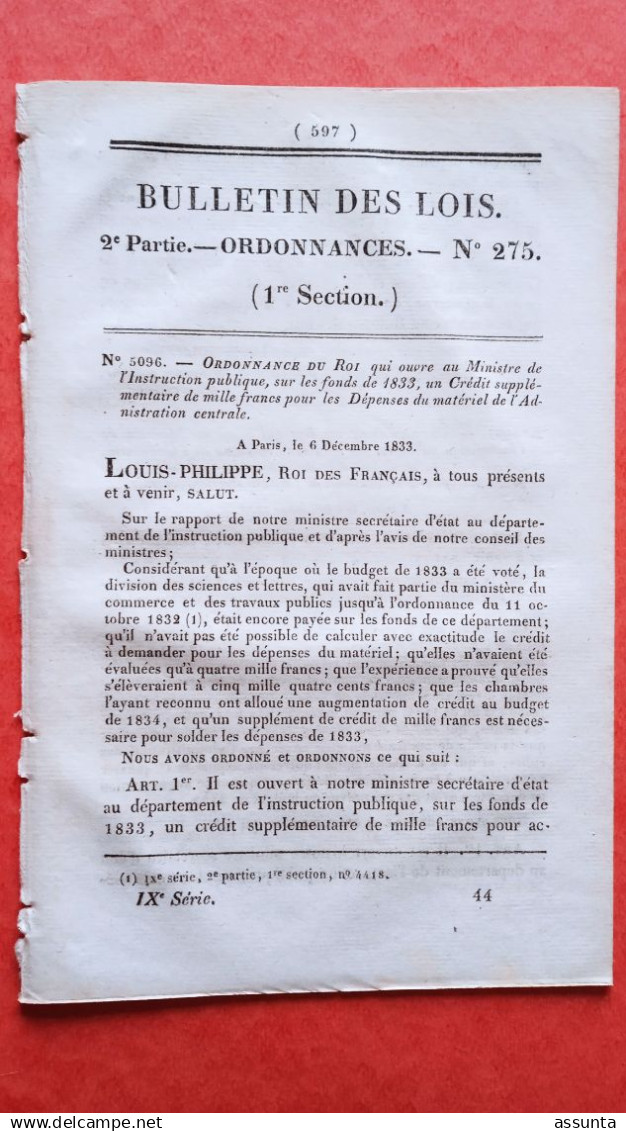 ( 597 )
BULLETIN DES LOIS.
2e Partie. — ORDONNANCES. — No 275.
(1re Section.)
No 5096. — ORDONNANCE DU ROI qui ouvre au Ministre de
l'Instruction publique, sur les fonds de 1833, un Crédit supplé-
mentaire de mille francs pour les Dépenses du matériel de l'Ad-
nistration centrale.
A Paris, le 6 Décembre 1833.
LOUIS-PHILIPPE, ROI DES FRANÇAIS, à tous présents
et à venir, SALUT.
Sur le rapport de notre ministre secrétaire d'état au départe-
ment de l'instruction publique et d'après l'avis de notre conseil des
ministres;
Considérant qu'à l'époque où le budget de 1833 a été voté, la
division des sciences et lettres, qui avait fait partie du ministère du
commerce et des travaux publics jusqu'à l'ordonnance du 11 oc-
tobre 1832 (1), était encore payée sur les fonds de ce département;
qu'il n'avait pas été possible de calculer avec exactitude le crédit
à demander pour les dépenses du matériel; qu'elles n'avaient été
évaluées qu'à quatre mille francs; que l'expérience a prouvé qu'elles
s'élèveraient à cinq mille quatre cents francs; que les chambres
l'ayant reconnu ont alloué une augmentation de crédit au budget
de 1834, et qu'un supplément de crédit de mille francs est néces-
saire pour solder les dépenses de 1833,
NOUS AVONS ORDONNÉ et ORDONNONS ce qui suit :
ART. 1er. Il est ouvert à notre ministre secrétaire d'état
au département de l'instruction publique, sur les fonds de
1833, un crédit supplémentaire de mille francs pour ac-
(1) IXe série, 2e partie, 1re section, no 4418.
IXe Série. 44
assunta